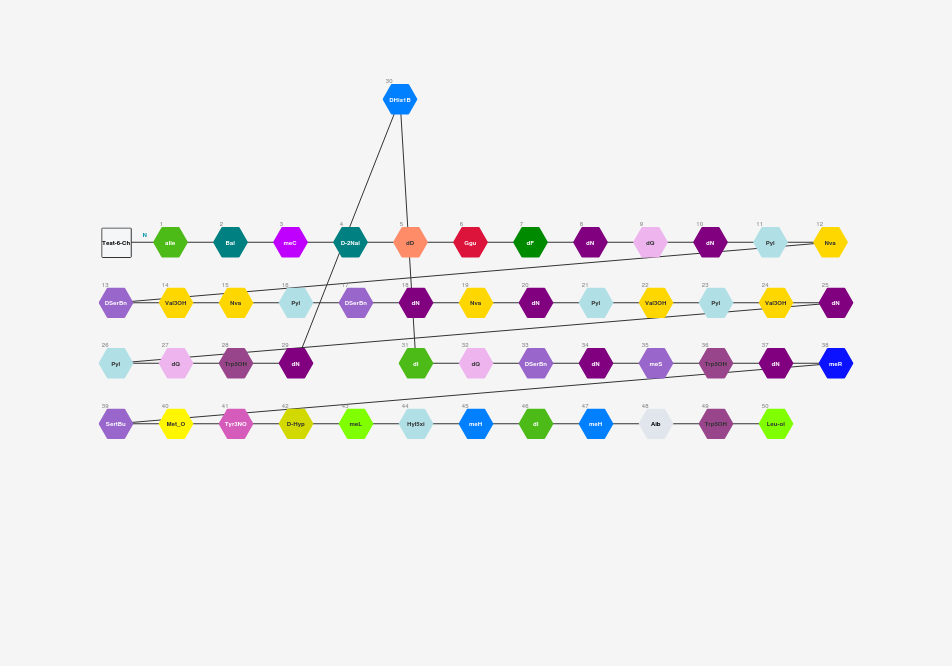 30
DHis1B
1 2 3 4 5 6 7 8 9 10 11 12
Test-6-Ch N aIle Bal meC D-2Nal dD Ggu dF dN dQ dN Pyl Nva
13 14 15 16 17 18 19 20 21 22 23 24 25
DSerBn Val3OH Nva Pyl DSerBn dN Nva dN Pyl Val3OH Pyl Val3OH dN
26 27 28 29 31 32 33 34 35 36 37 38
Pyl dQ Trp5OH dN dI dQ DSerBn dN meS Trp5OH dN meR
39 40 41 42 43 44 45 46 47 48 49 50
SertBu Met_O Tyr3NO D-Hyp meL Hyl5xi meH dI meH Aib Trp5OH Leu-ol